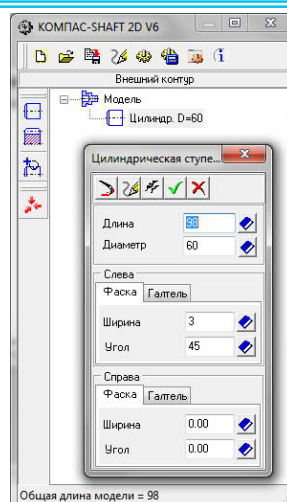 КОМПАС-SHAFT 2D V6
Внешний контур
Модель
Цилиндр. D=60
Цилиндрическая ступе...
Длина 98
Диаметр 60
Слева
Фаска Галтель
Ширина 3
Угол 45
Справа
Фаска Галтель
Ширина 0.00
Угол 0.00
Общая длина модели = 98